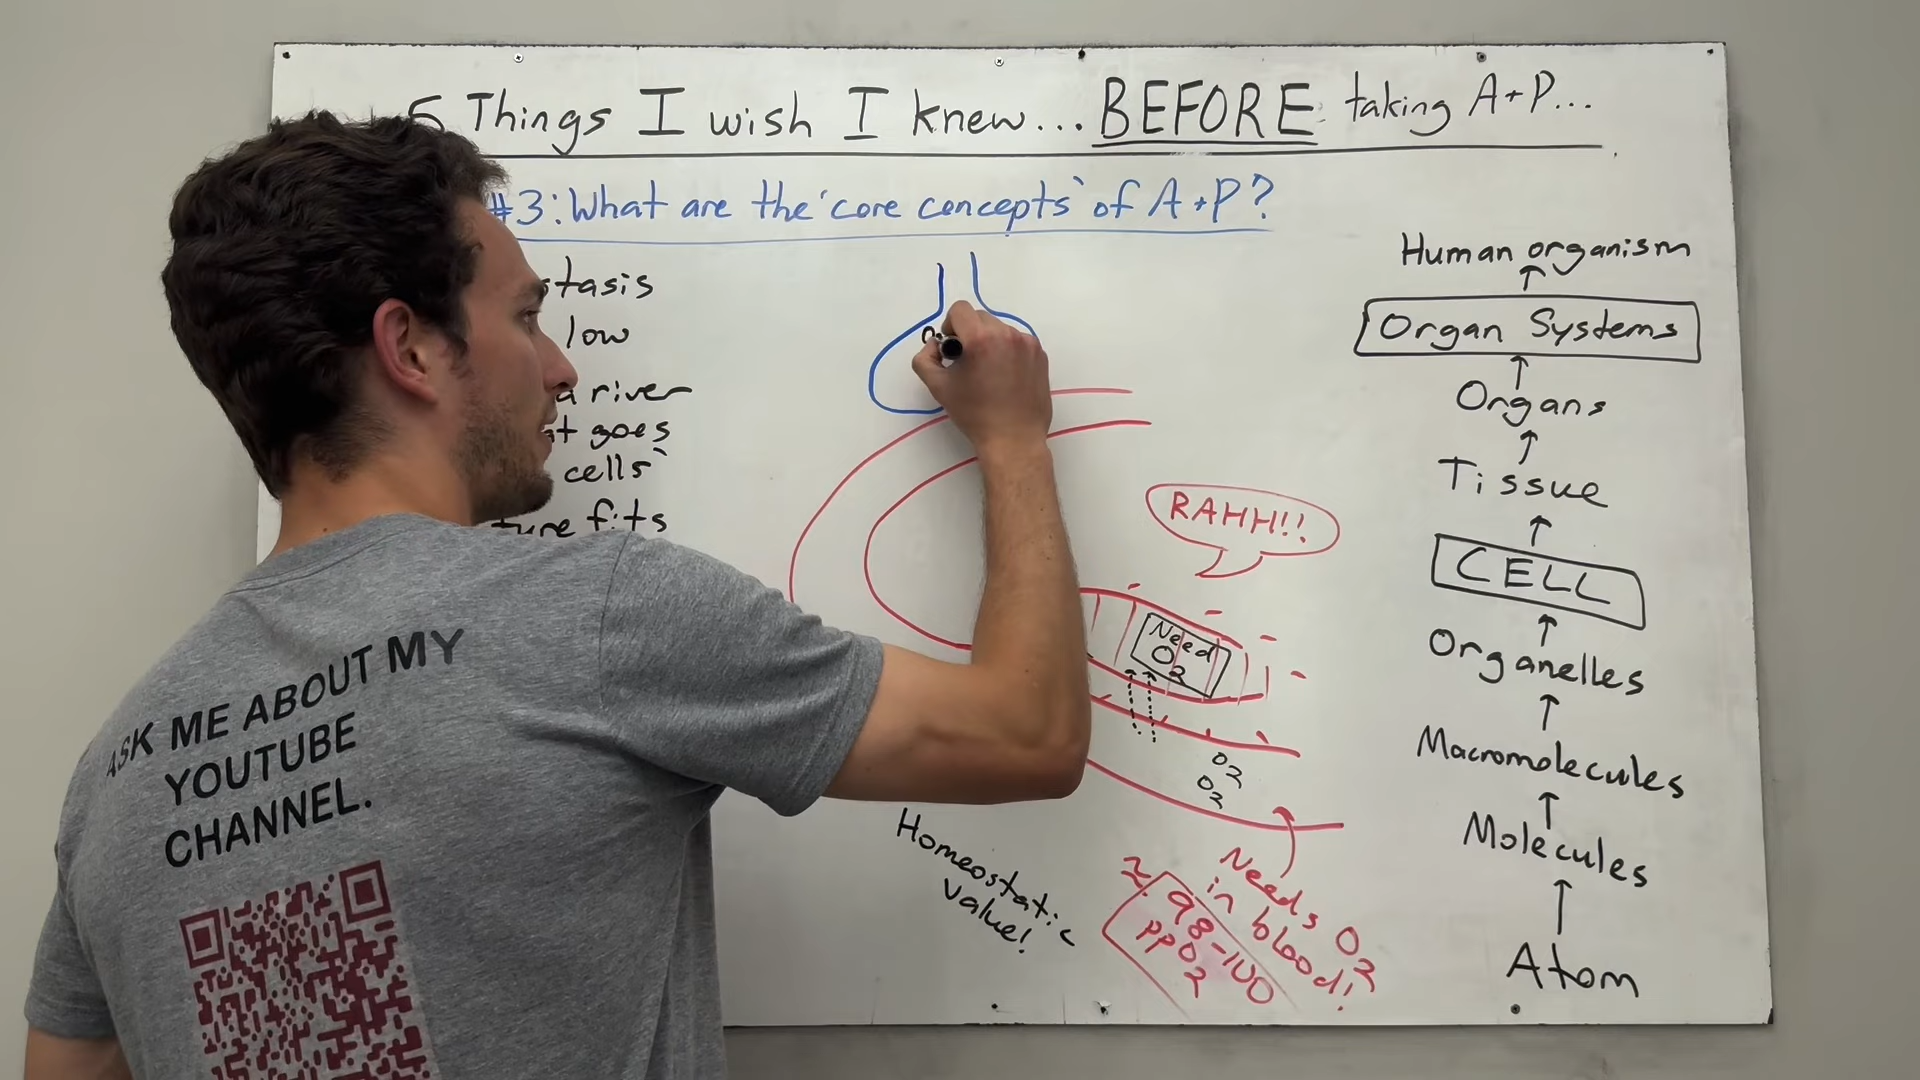 6 Things I wish I knew... BEFORE taking A+P...
#3: What are the 'core concepts' of A+P?
stasis
low
a river
goes
cells
fits
RAHH!!
Need
O2
O2
O2
Homeostatic
value!
Needs O2
in blood!
≈ 98-100
PPO2
Human organism
↑
Organ Systems
↑
Organs
↑
Tissue
↑
CELL
↑
Organelles
↑
Macromolecules
↑
Molecules
↑
Atom
ASK ME ABOUT MY
YOUTUBE
CHANNEL.